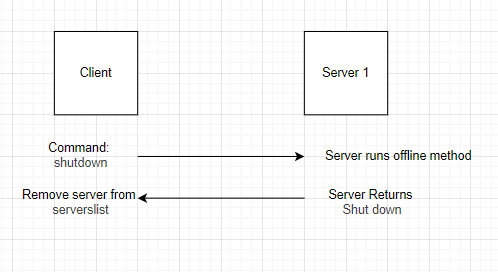 Client
Server 1
Command:
shutdown
Server runs offline method
Remove server from
serverslist
Server Returns
Shut down